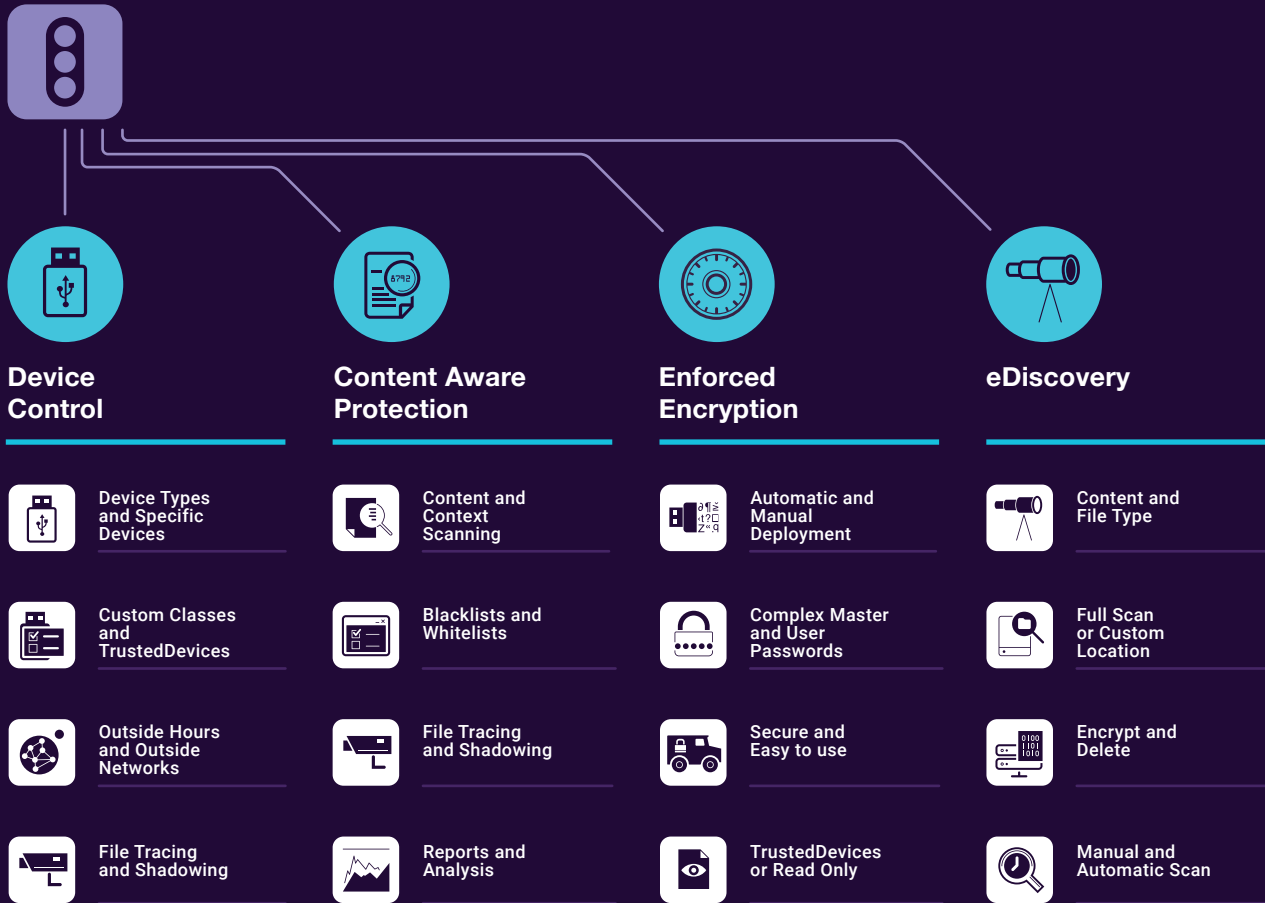 Device
Control
Content Aware
Protection
Enforced
Encryption
eDiscovery
Device Types
and Specific
Devices
Content and
Context
Scanning
Automatic and
Manual
Deployment
Content and
File Type
Custom Classes
and
TrustedDevices
Blacklists and
Whitelists
Complex Master
and User
Passwords
Full Scan
or Custom
Location
Outside Hours
and Outside
Networks
File Tracing
and Shadowing
Secure and
Easy to use
0100
1101
1010
Encrypt and
Delete
File Tracing
and Shadowing
Reports and
Analysis
TrustedDevices
or Read Only
Manual and
Automatic Scan